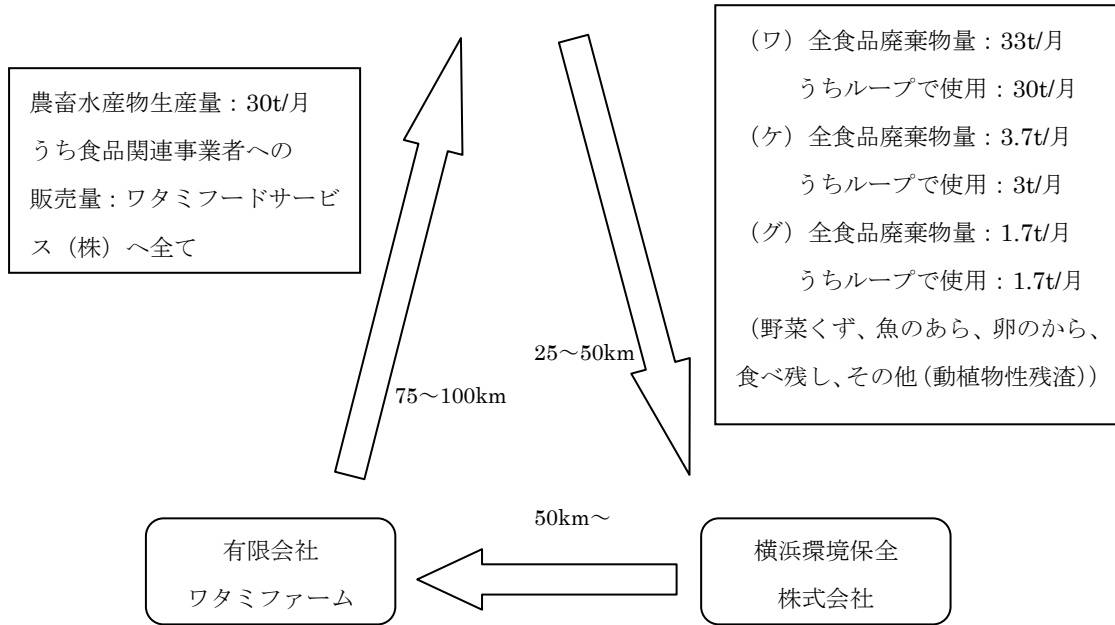 農畜水産物生産量：30t/月
うち食品関連事業者への
販売量：ワタミフードサービ
ス（株）へ全て
（ワ）全食品廃棄物量：33t/月
うちループで使用：30t/月
（ケ）全食品廃棄物量：3.7t/月
うちループで使用：3t/月
（グ）全食品廃棄物量：1.7t/月
うちループで使用：1.7t/月
（野菜くず、魚のあら、卵のから、
食べ残し、その他（動植物性残渣））
25～50km
75～100km
50km～
有限会社
ワタミファーム
横浜環境保全
株式会社